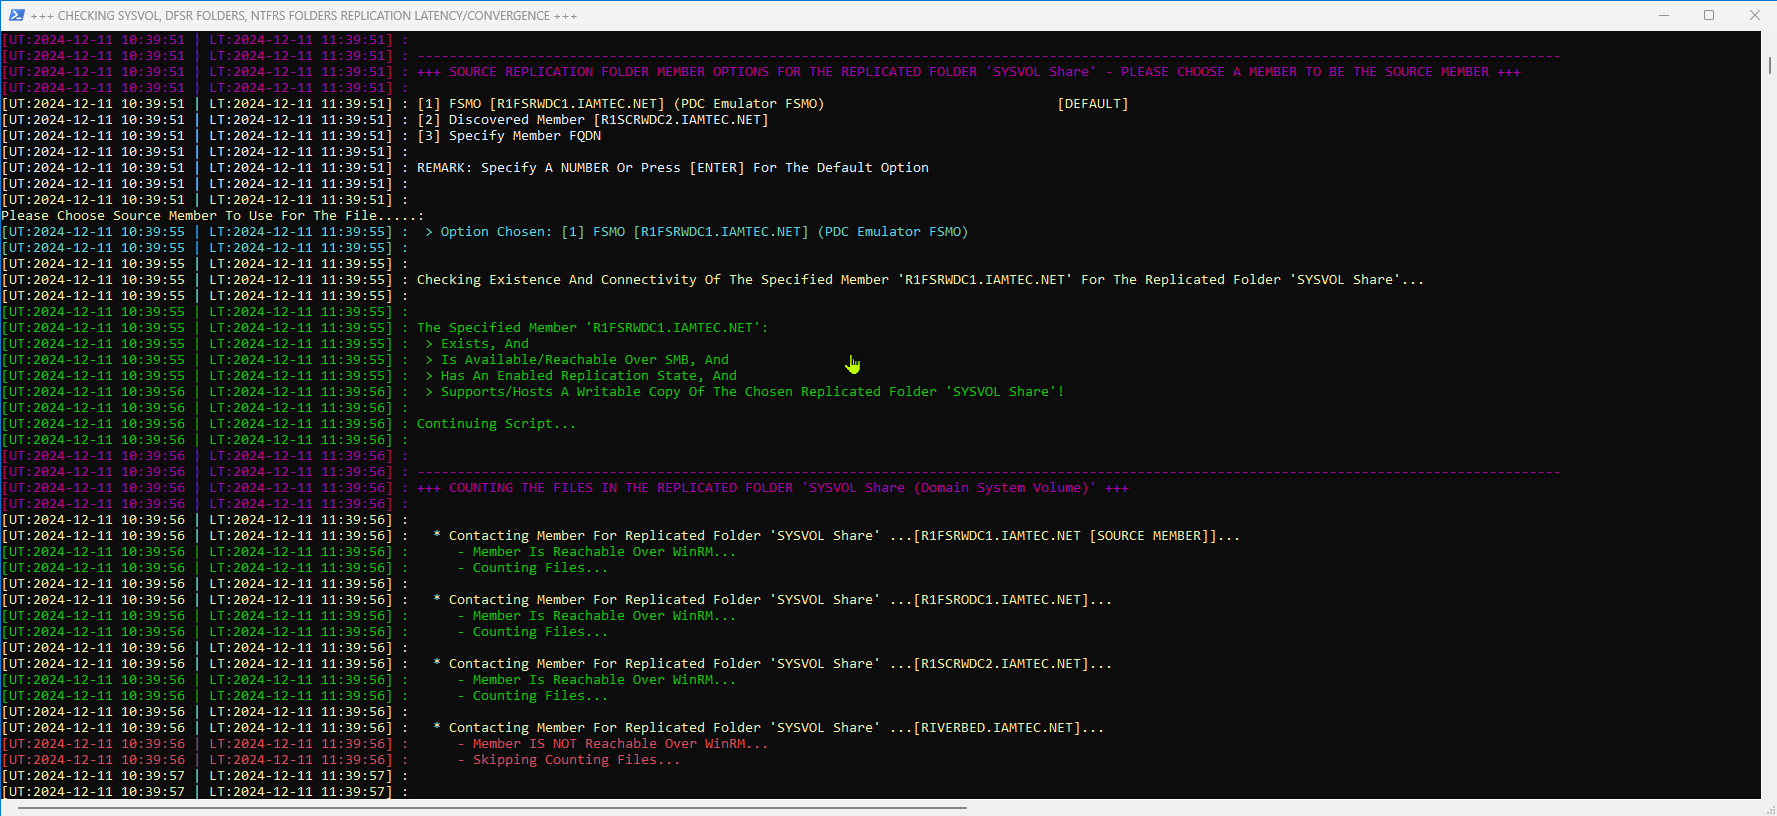 +++ CHECKING SYSVOL, DFSR FOLDERS, NTFRS FOLDERS REPLICATION LATENCY/CONVERGENCE +++
[UT:2024-12-11 10:39:51 | LT:2024-12-11 11:39:51] :
[UT:2024-12-11 10:39:51 | LT:2024-12-11 11:39:51] : -----------------------------------------------------------------------------------------------------------------------------------------------
[UT:2024-12-11 10:39:51 | LT:2024-12-11 11:39:51] : +++ SOURCE REPLICATION FOLDER MEMBER OPTIONS FOR THE REPLICATED FOLDER 'SYSVOL Share' - PLEASE CHOOSE A MEMBER TO BE THE SOURCE MEMBER +++
[UT:2024-12-11 10:39:51 | LT:2024-12-11 11:39:51] :
[UT:2024-12-11 10:39:51 | LT:2024-12-11 11:39:51] : [1] FSMO [R1FSRWDC1.IAMTEC.NET] (PDC Emulator FSMO)                             [DEFAULT]
[UT:2024-12-11 10:39:51 | LT:2024-12-11 11:39:51] : [2] Discovered Member [R1SCRWDC2.IAMTEC.NET]
[UT:2024-12-11 10:39:51 | LT:2024-12-11 11:39:51] : [3] Specify Member FQDN
[UT:2024-12-11 10:39:51 | LT:2024-12-11 11:39:51] :
[UT:2024-12-11 10:39:51 | LT:2024-12-11 11:39:51] : REMARK: Specify A NUMBER Or Press [ENTER] For The Default Option
[UT:2024-12-11 10:39:51 | LT:2024-12-11 11:39:51] :
[UT:2024-12-11 10:39:51 | LT:2024-12-11 11:39:51] :
Please Choose Source Member To Use For The File.....:
[UT:2024-12-11 10:39:55 | LT:2024-12-11 11:39:55] :  > Option Chosen: [1] FSMO [R1FSRWDC1.IAMTEC.NET] (PDC Emulator FSMO)
[UT:2024-12-11 10:39:55 | LT:2024-12-11 11:39:55] :
[UT:2024-12-11 10:39:55 | LT:2024-12-11 11:39:55] :
[UT:2024-12-11 10:39:55 | LT:2024-12-11 11:39:55] : Checking Existence And Connectivity Of The Specified Member 'R1FSRWDC1.IAMTEC.NET' For The Replicated Folder 'SYSVOL Share'...
[UT:2024-12-11 10:39:55 | LT:2024-12-11 11:39:55] :
[UT:2024-12-11 10:39:55 | LT:2024-12-11 11:39:55] :
[UT:2024-12-11 10:39:55 | LT:2024-12-11 11:39:55] : The Specified Member 'R1FSRWDC1.IAMTEC.NET':
[UT:2024-12-11 10:39:55 | LT:2024-12-11 11:39:55] :  > Exists, And
[UT:2024-12-11 10:39:55 | LT:2024-12-11 11:39:55] :  > Is Available/Reachable Over SMB, And
[UT:2024-12-11 10:39:55 | LT:2024-12-11 11:39:55] :  > Has An Enabled Replication State, And
[UT:2024-12-11 10:39:56 | LT:2024-12-11 11:39:56] :  > Supports/Hosts A Writable Copy Of The Chosen Replicated Folder 'SYSVOL Share'!
[UT:2024-12-11 10:39:56 | LT:2024-12-11 11:39:56] :
[UT:2024-12-11 10:39:56 | LT:2024-12-11 11:39:56] : Continuing Script...
[UT:2024-12-11 10:39:56 | LT:2024-12-11 11:39:56] :
[UT:2024-12-11 10:39:56 | LT:2024-12-11 11:39:56] :
[UT:2024-12-11 10:39:56 | LT:2024-12-11 11:39:56] : -----------------------------------------------------------------------------------------------------------------------------------------------
[UT:2024-12-11 10:39:56 | LT:2024-12-11 11:39:56] : +++ COUNTING THE FILES IN THE REPLICATED FOLDER 'SYSVOL Share (Domain System Volume)' +++
[UT:2024-12-11 10:39:56 | LT:2024-12-11 11:39:56] :
[UT:2024-12-11 10:39:56 | LT:2024-12-11 11:39:56] :
[UT:2024-12-11 10:39:56 | LT:2024-12-11 11:39:56] :   * Contacting Member For Replicated Folder 'SYSVOL Share' ...[R1FSRWDC1.IAMTEC.NET [SOURCE MEMBER]]...
[UT:2024-12-11 10:39:56 | LT:2024-12-11 11:39:56] :      - Member Is Reachable Over WinRM...
[UT:2024-12-11 10:39:56 | LT:2024-12-11 11:39:56] :      - Counting Files...
[UT:2024-12-11 10:39:56 | LT:2024-12-11 11:39:56] :
[UT:2024-12-11 10:39:56 | LT:2024-12-11 11:39:56] :   * Contacting Member For Replicated Folder 'SYSVOL Share' ...[R1FSRODC1.IAMTEC.NET]...
[UT:2024-12-11 10:39:56 | LT:2024-12-11 11:39:56] :      - Member Is Reachable Over WinRM...
[UT:2024-12-11 10:39:56 | LT:2024-12-11 11:39:56] :      - Counting Files...
[UT:2024-12-11 10:39:56 | LT:2024-12-11 11:39:56] :
[UT:2024-12-11 10:39:56 | LT:2024-12-11 11:39:56] :   * Contacting Member For Replicated Folder 'SYSVOL Share' ...[R1SCRWDC2.IAMTEC.NET]...
[UT:2024-12-11 10:39:56 | LT:2024-12-11 11:39:56] :      - Member Is Reachable Over WinRM...
[UT:2024-12-11 10:39:56 | LT:2024-12-11 11:39:56] :      - Counting Files...
[UT:2024-12-11 10:39:56 | LT:2024-12-11 11:39:56] :
[UT:2024-12-11 10:39:56 | LT:2024-12-11 11:39:56] :   * Contacting Member For Replicated Folder 'SYSVOL Share' ...[RIVERBED.IAMTEC.NET]...
[UT:2024-12-11 10:39:56 | LT:2024-12-11 11:39:56] :      - Member IS NOT Reachable Over WinRM...
[UT:2024-12-11 10:39:56 | LT:2024-12-11 11:39:56] :      - Skipping Counting Files...
[UT:2024-12-11 10:39:57 | LT:2024-12-11 11:39:57] :
[UT:2024-12-11 10:39:57 | LT:2024-12-11 11:39:57] :